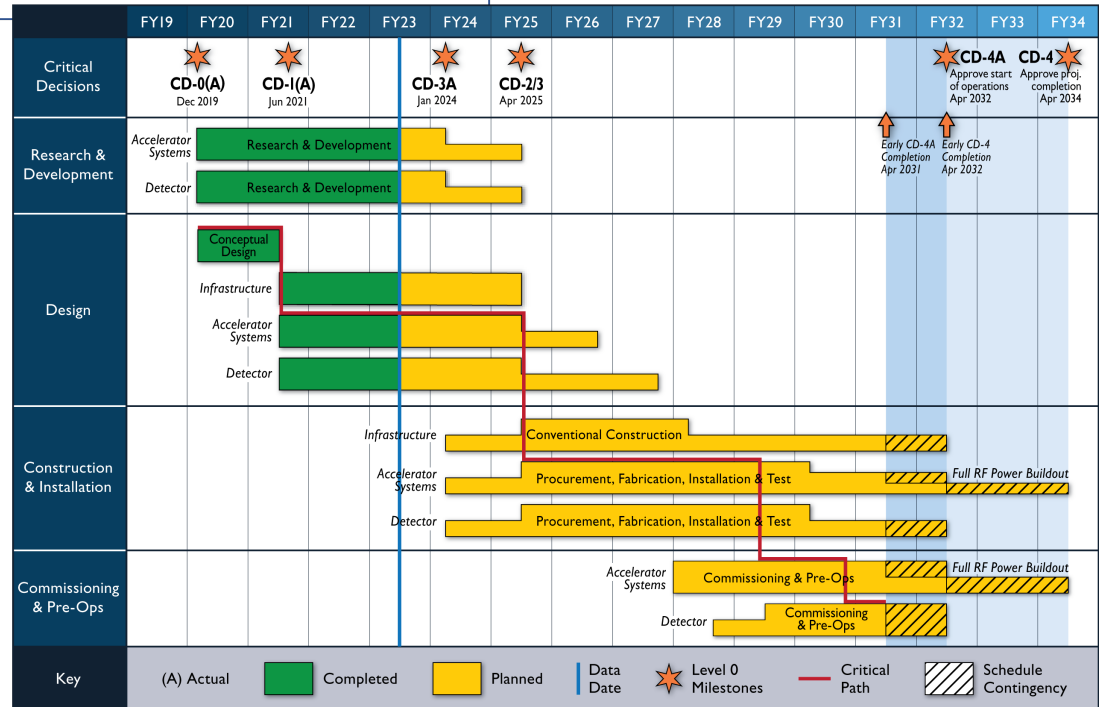 FY19 FY20 FY21 FY22 FY23 FY24 FY25 FY26 FY27 FY28 FY29 FY30 FY31 FY32 FY33 FY34
Critical
Decisions
CD-0(A)
Dec 2019
CD-1(A)
Jun 2021
CD-3A
Jan 2024
CD-2/3
Apr 2025
CD-4A
Approve start
of operations
Apr 2032
CD-4
Approve proj.
completion
Apr 2034
Early CD-4A
Completion
Apr 2031
Early CD-4
Completion
Apr 2032
Research &
Development
Accelerator
Systems
Research & Development
Detector
Research & Development
Design
Conceptual
Design
Infrastructure
Accelerator
Systems
Detector
Construction
& Installation
Infrastructure
Conventional Construction
Accelerator
Systems
Procurement, Fabrication, Installation & Test
Full RF Power Buildout
Detector
Procurement, Fabrication, Installation & Test
Commissioning
& Pre-Ops
Accelerator
Systems
Commissioning & Pre-Ops
Full RF Power Buildout
Detector
Commissioning
& Pre-Ops
Key
(A) Actual
Completed
Planned
Data
Date
Level 0
Milestones
Critical
Path
Schedule
Contingency